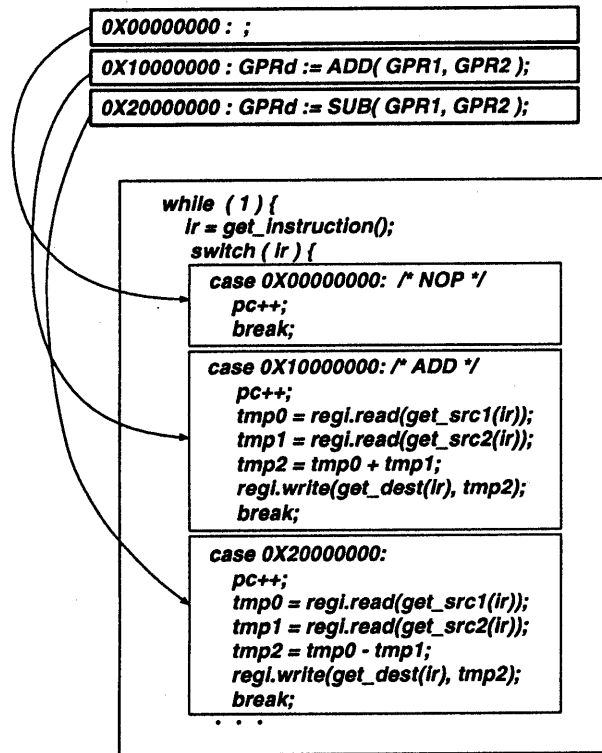 0X00000000 : ;
0X10000000 : GPRd := ADD( GPR1, GPR2 );
0X20000000 : GPRd := SUB( GPR1, GPR2 );
while ( 1 ) {
ir = get_instruction();
switch ( ir ) {
case 0X00000000: /* NOP */
pc++;
break;
case 0X10000000: /* ADD */
pc++;
tmp0 = regi.read(get_src1(ir));
tmp1 = regi.read(get_src2(ir));
tmp2 = tmp0 + tmp1;
regi.write(get_dest(ir), tmp2);
break;
case 0X20000000:
pc++;
tmp0 = regi.read(get_src1(ir));
tmp1 = regi.read(get_src2(ir));
tmp2 = tmp0 - tmp1;
regi.write(get_dest(ir), tmp2);
break;
. . .